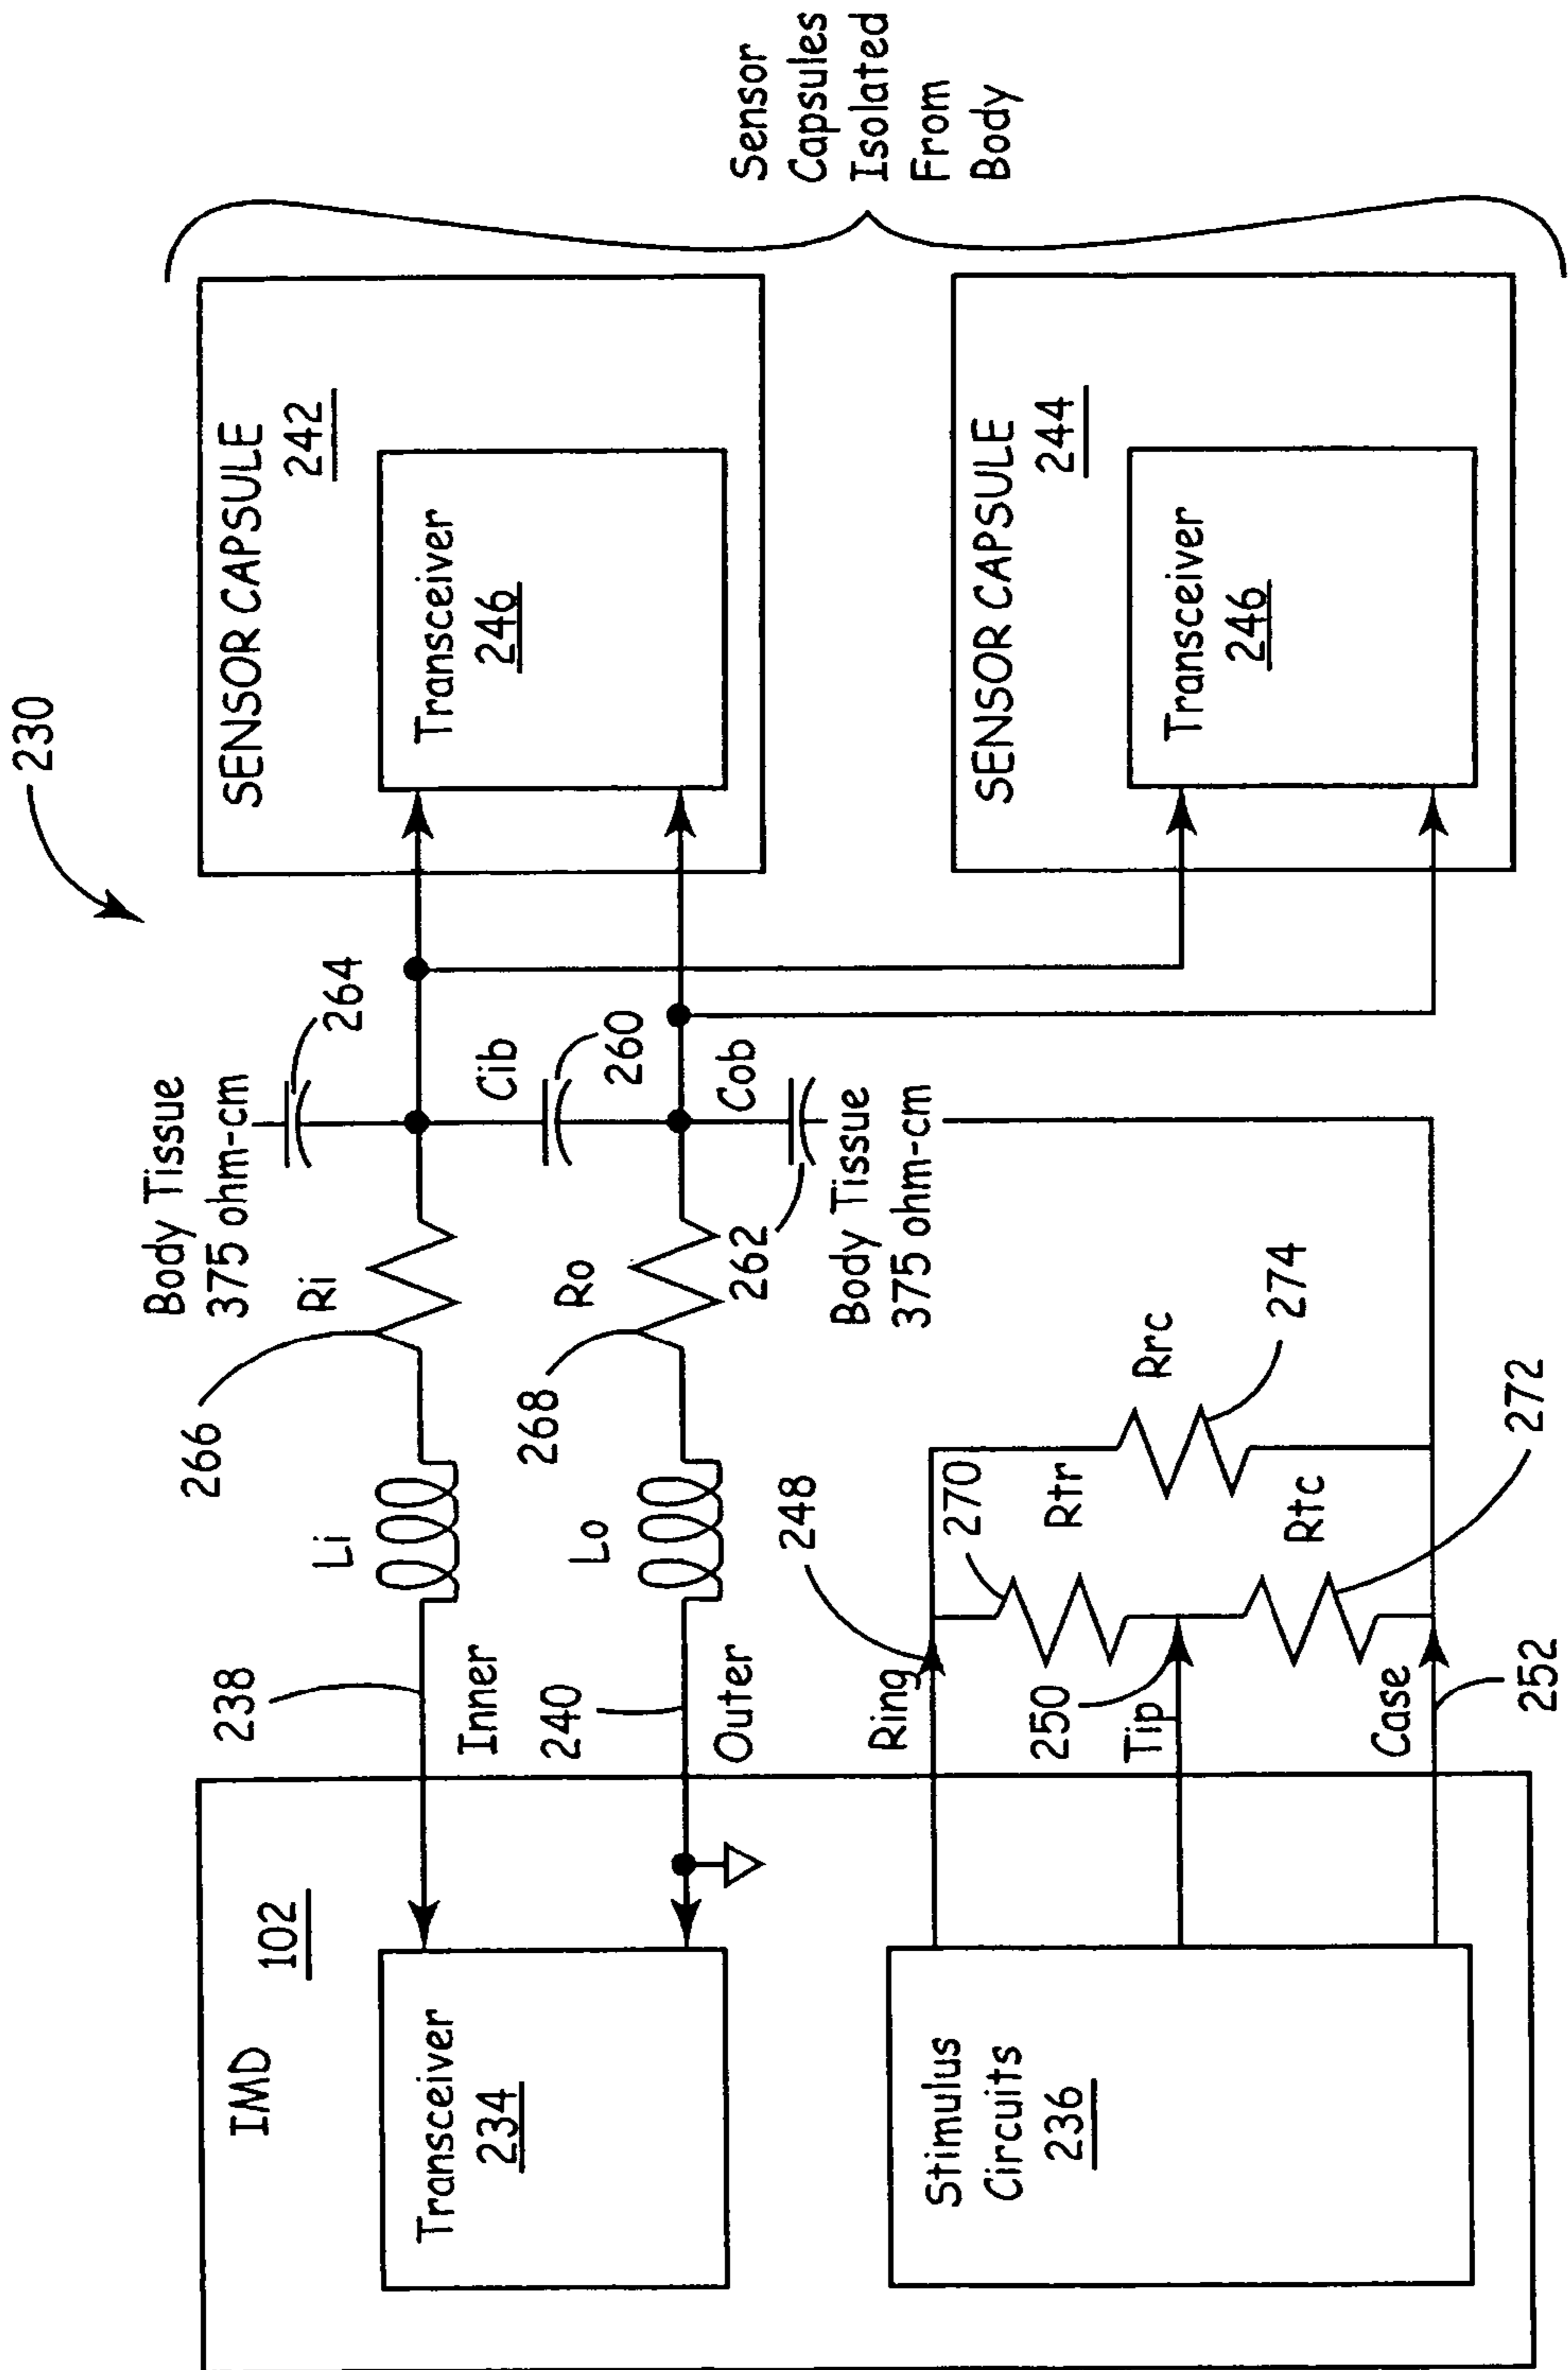 230
IMD
102
Transceiver
234
Stimulus
Circuits
236
238
Inner
240
Outer
Li
Lo
266
Ri
268
Ro
Body Tissue
375 ohm-cm
264
Cib
260
Cob
262
Body Tissue
375 ohm-cm
Ring
248
250
Tip
Case
252
270
Rtr
Rtc
272
Rrc
274
SENSOR CAPSULE
242
Transceiver
246
SENSOR CAPSULE
244
Transceiver
246
Sensor
Capsules
Isolated
From
Body